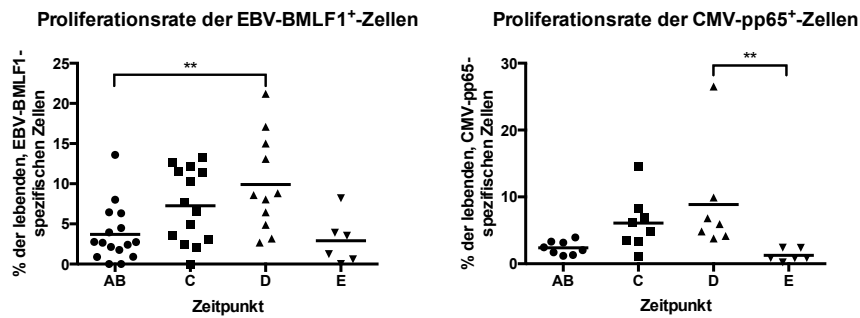 Proliferationsrate der EBV-BMLF1⁺-Zellen
% der lebenden, EBV-BMLF1-
spezifischen Zellen
25
20
15
10
5
0
**
AB
C
D
E
Zeitpunkt
Proliferationsrate der CMV-pp65⁺-Zellen
% der lebenden, CMV-pp65-
spezifischen Zellen
30
20
10
0
**
AB
C
D
E
Zeitpunkt